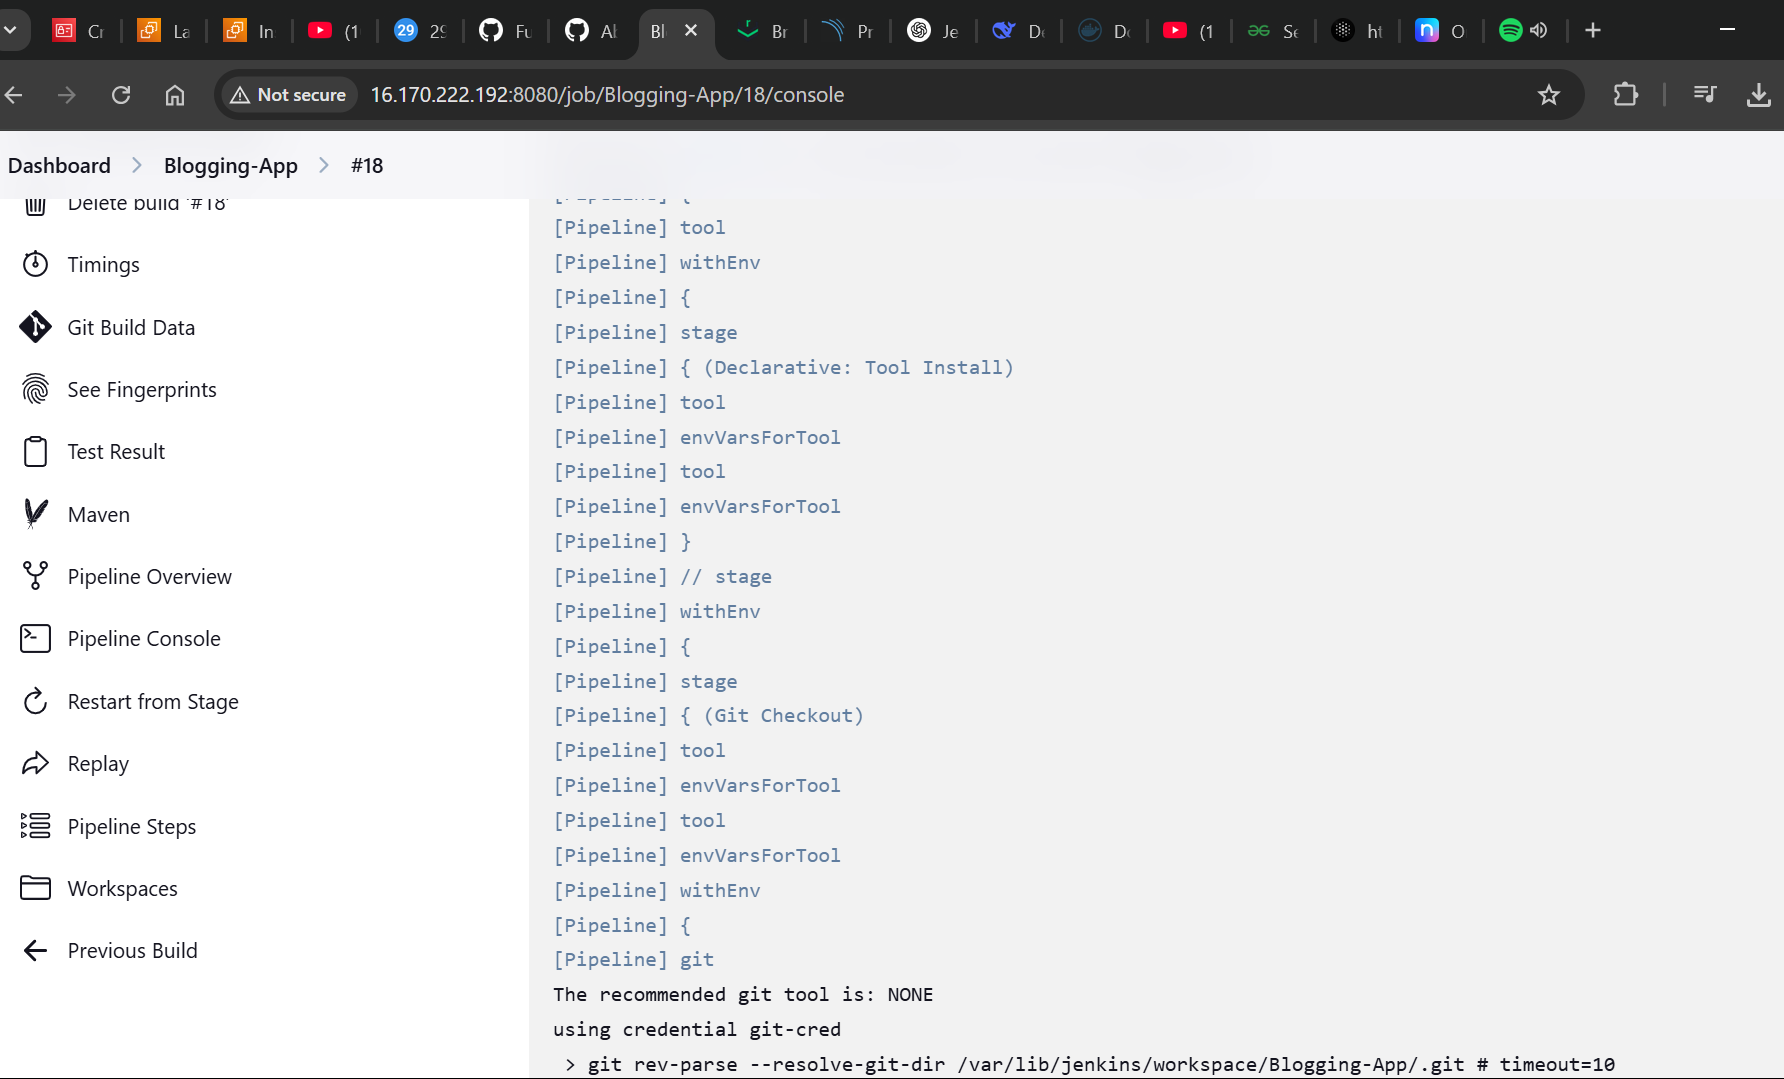 Cr
La
In
(1
29
29
Fu
Al
Bl
Br
Pr
Je
De
Do
(1
Se
ht
n
O
Not secure
16.170.222.192:8080/job/Blogging-App/18/console
Dashboard
Blogging-App
#18
Delete build '#18'
Timings
Git Build Data
See Fingerprints
Test Result
Maven
Pipeline Overview
Pipeline Console
Restart from Stage
Replay
Pipeline Steps
Workspaces
Previous Build
[Pipeline] {
[Pipeline] tool
[Pipeline] withEnv
[Pipeline] {
[Pipeline] stage
[Pipeline] { (Declarative: Tool Install)
[Pipeline] tool
[Pipeline] envVarsForTool
[Pipeline] tool
[Pipeline] envVarsForTool
[Pipeline] }
[Pipeline] // stage
[Pipeline] withEnv
[Pipeline] {
[Pipeline] stage
[Pipeline] { (Git Checkout)
[Pipeline] tool
[Pipeline] envVarsForTool
[Pipeline] tool
[Pipeline] envVarsForTool
[Pipeline] withEnv
[Pipeline] {
[Pipeline] git
The recommended git tool is: NONE
using credential git-cred
> git rev-parse --resolve-git-dir /var/lib/jenkins/workspace/Blogging-App/.git # timeout=10